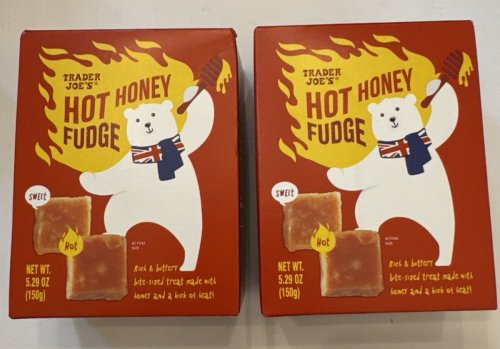 TRADER
JOE'S®
HOT HONEY
FUDGE
SWEET
HOT
ACTUAL
SIZE
NET WT.
5.29 OZ
(150g)
Rich & buttery
bite-sized treat made with
honey and a kick of heat!
TRADER
JOE'S®
HOT HONEY
FUDGE
SWEET
HOT
ACTUAL
SIZE
NET WT.
5.29 OZ
(150g)
Rich & buttery
bite-sized treat made with
honey and a kick of heat!